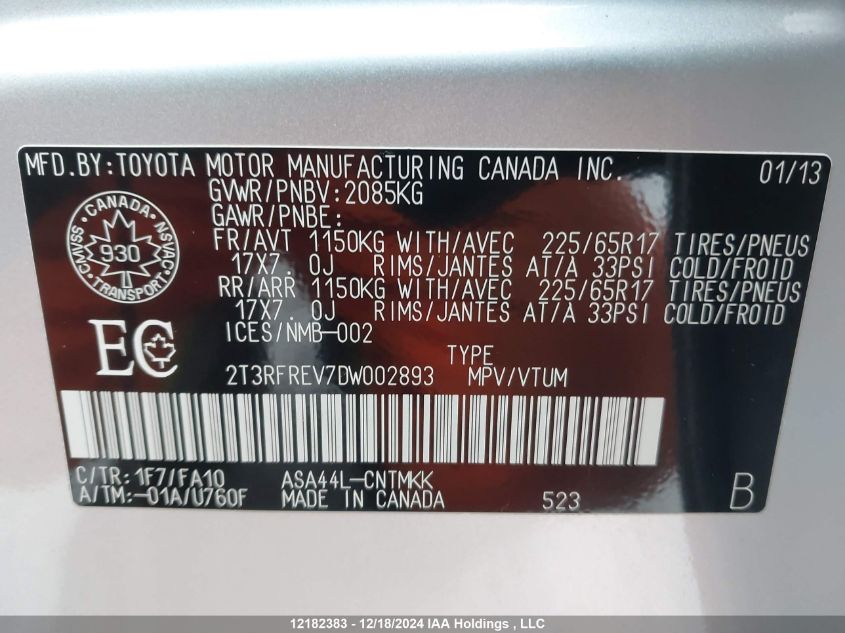 MFD.BY:TOYOTA MOTOR MANUFACTURING CANADA INC. 01/13
GVWR/PNBV:2085KG
GAWR/PNBE:
FR/AVT 1150KG WITH/AVEC 225/65R17 TIRES/PNEUS
17X7.0J RIMS/JANTES AT/À 33PSI COLD/FROID
RR/ARR 1150KG WITH/AVEC 225/65R17 TIRES/PNEUS
17X7.0J RIMS/JANTES AT/À 33PSI COLD/FROID
ICES/NMB-002
CANADA
CMVSS 930 NSVAC
TRANSPORT
EC
TYPE
2T3RFREV7DW002893 MPV/VTUM
C/TR:1F7/FA10 ASA44L-CNTMKK
A/TM:-01A/U760F MADE IN CANADA 523 B
12182383 - 12/18/2024 IAA Holdings , LLC